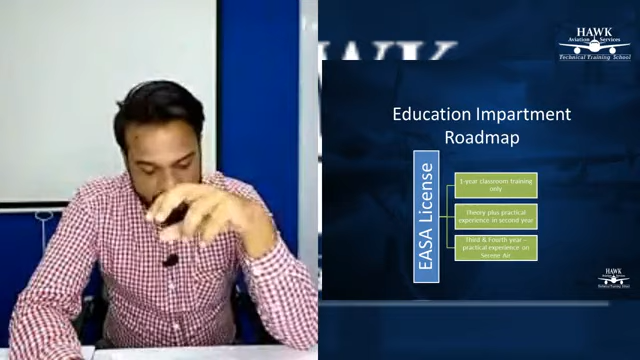 HAWK
Aviation Services
Technical Training School
Education Impartment
Roadmap
EASA License
1-year classroom training
only
Theory plus practical
experience in second year
Third & Fourth year –
practical experience on
Serene Air
HAWK